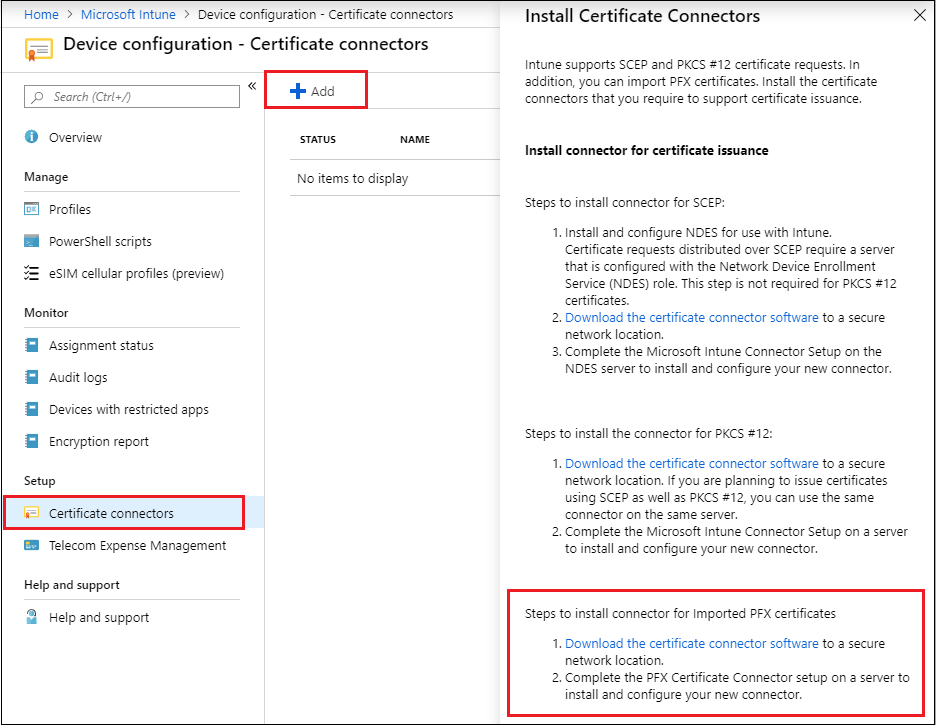 Home > Microsoft Intune > Device configuration - Certificate connectors
Device configuration - Certificate connectors
Search (Ctrl+/)
«
Overview
Manage
Profiles
PowerShell scripts
eSIM cellular profiles (preview)
Monitor
Assignment status
Audit logs
Devices with restricted apps
Encryption report
Setup
Certificate connectors
Telecom Expense Management
Help and support
Help and support
Add
STATUS NAME
No items to display
Install Certificate Connectors
Intune supports SCEP and PKCS #12 certificate requests. In
addition, you can import PFX certificates. Install the certificate
connectors that you require to support certificate issuance.
Install connector for certificate issuance
Steps to install connector for SCEP:
1. Install and configure NDES for use with Intune.
Certificate requests distributed over SCEP require a server
that is configured with the Network Device Enrollment
Service (NDES) role. This step is not required for PKCS #12
certificates.
2. Download the certificate connector software to a secure
network location.
3. Complete the Microsoft Intune Connector Setup on the
NDES server to install and configure your new connector.
Steps to install the connector for PKCS #12:
1. Download the certificate connector software to a secure
network location. If you are planning to issue certificates
using SCEP as well as PKCS #12, you can use the same
connector on the same server.
2. Complete the Microsoft Intune Connector Setup on a server
to install and configure your new connector.
Steps to install connector for Imported PFX certificates
1. Download the certificate connector software to a secure
network location.
2. Complete the PFX Certificate Connector setup on a server to
install and configure your new connector.